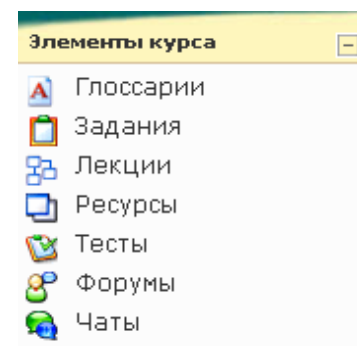 Элементы курса
Глоссарии
Задания
Лекции
Ресурсы
Тесты
Форумы
Чаты